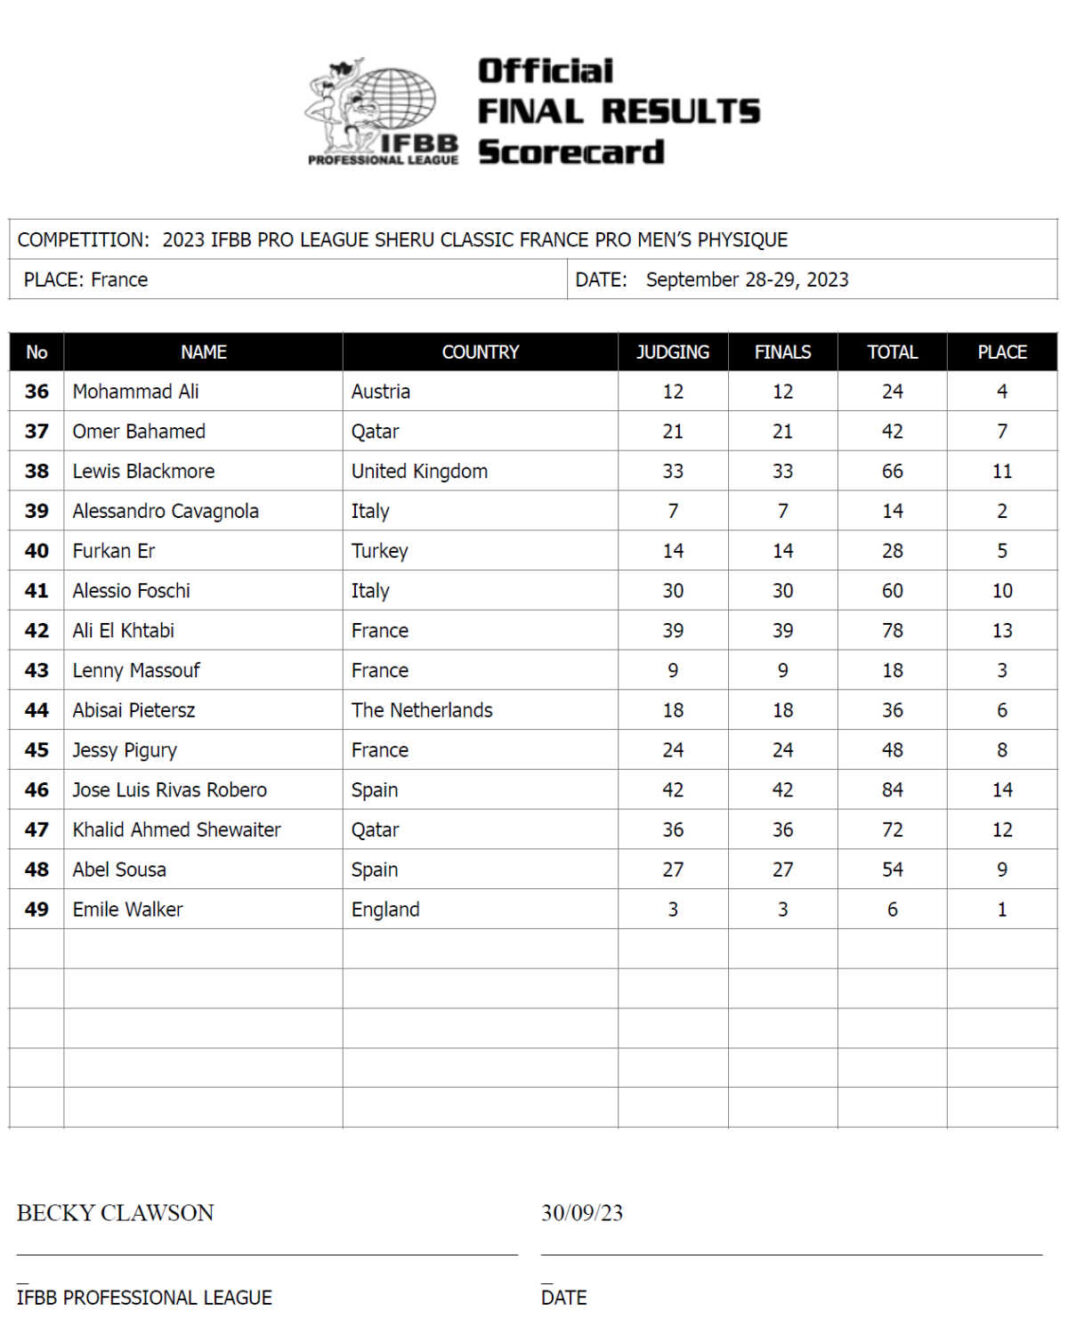 Official
FINAL RESULTS
Scorecard
IFBB
PROFESSIONAL LEAGUE
COMPETITION: 2023 IFBB PRO LEAGUE SHERU CLASSIC FRANCE PRO MEN'S PHYSIQUE
PLACE: France DATE: September 28-29, 2023
No NAME COUNTRY JUDGING FINALS TOTAL PLACE
36 Mohammad Ali Austria 12 12 24 4
37 Omer Bahamed Qatar 21 21 42 7
38 Lewis Blackmore United Kingdom 33 33 66 11
39 Alessandro Cavagnola Italy 7 7 14 2
40 Furkan Er Turkey 14 14 28 5
41 Alessio Foschi Italy 30 30 60 10
42 Ali El Khtabi France 39 39 78 13
43 Lenny Massouf France 9 9 18 3
44 Abisai Pietersz The Netherlands 18 18 36 6
45 Jessy Pigury France 24 24 48 8
46 Jose Luis Rivas Robero Spain 42 42 84 14
47 Khalid Ahmed Shewaiter Qatar 36 36 72 12
48 Abel Sousa Spain 27 27 54 9
49 Emile Walker England 3 3 6 1
BECKY CLAWSON 30/09/23
IFBB PROFESSIONAL LEAGUE DATE